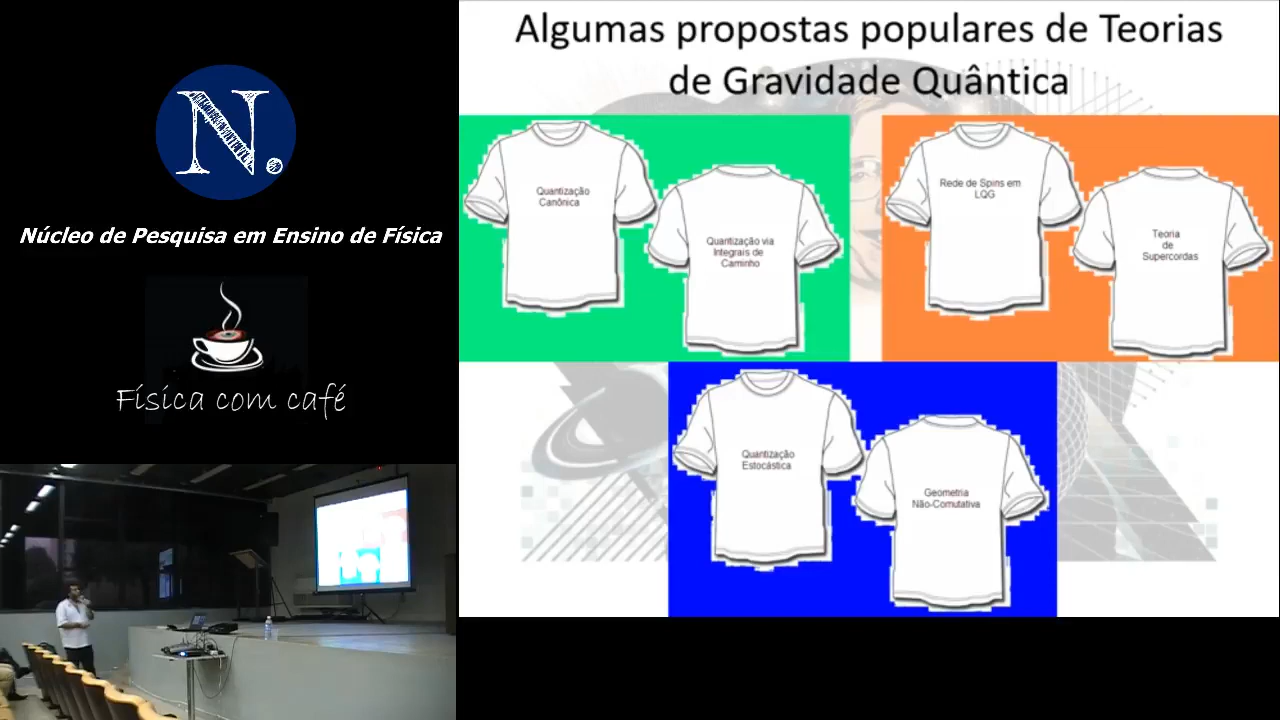 N.
Núcleo de Pesquisa em Ensino de Física
Física com café
Algumas propostas populares de Teorias
de Gravidade Quântica
Quantização
Canônica
Quantização via
Integrais de
Caminho
Rede de Spins em
LQG
Teoria
de
Supercordas
Quantização
Estocástica
Geometria
Não-Comutativa